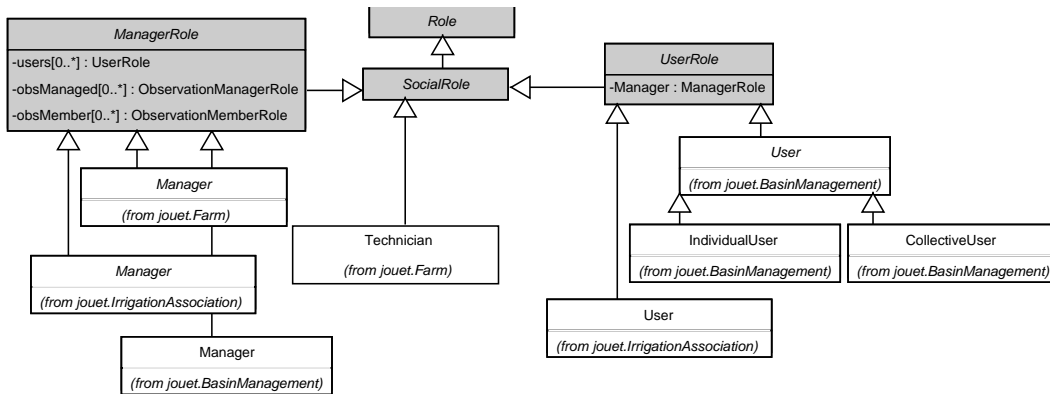 Role
ManagerRole
-users[0..*] : UserRole
-obsManaged[0..*] : ObservationManagerRole
-obsMember[0..*] : ObservationMemberRole
SocialRole
UserRole
-Manager : ManagerRole
User
(from jouet.BasinManagement)
Manager
(from jouet.Farm)
Technician
(from jouet.Farm)
IndividualUser
(from jouet.BasinManagement)
CollectiveUser
(from jouet.BasinManagement)
Manager
(from jouet.IrrigationAssociation)
User
(from jouet.IrrigationAssociation)
Manager
(from jouet.BasinManagement)